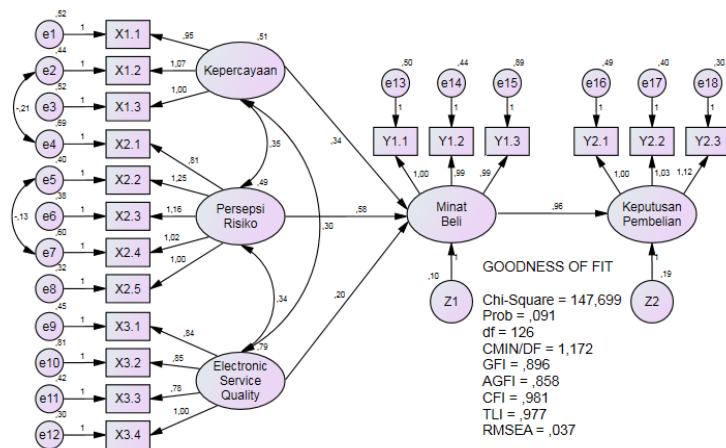 ,52
e1 1 X1.1 ,95
,44
e2 1 X1.2 1,07
,52
e3 1 X1.3 1,00
,51
Kepercayaan
-,21
,69
e4 1 X2.1 ,81
,40
e5 1 X2.2 1,25
,38
e6 1 X2.3 1,16
-,13
,60
e7 1 X2.4 1,02
,32
e8 1 X2.5 1,00
,49
Persepsi
Risiko
,45
e9 1 X3.1 ,84
,81
e10 1 X3.2 ,85
,42
e11 1 X3.3 ,78
,30
e12 1 X3.4 1,00
,79
Electronic
Service
Quality
,35
,30
,34
,34
,58
,20
,50 ,44 ,89
e13 e14 e15
1 1 1
Y1.1 Y1.2 Y1.3
1,00 ,99 ,99
Minat
Beli
1
,10
Z1
,96
,49 ,40 ,30
e16 e17 e18
1 1 1
Y2.1 Y2.2 Y2.3
1,00 1,03 1,12
Keputusan
Pembelian
1
,19
Z2
GOODNESS OF FIT
Chi-Square = 147,699
Prob = ,091
df = 126
CMIN/DF = 1,172
GFI = ,896
AGFI = ,858
CFI = ,981
TLI = ,977
RMSEA = ,037